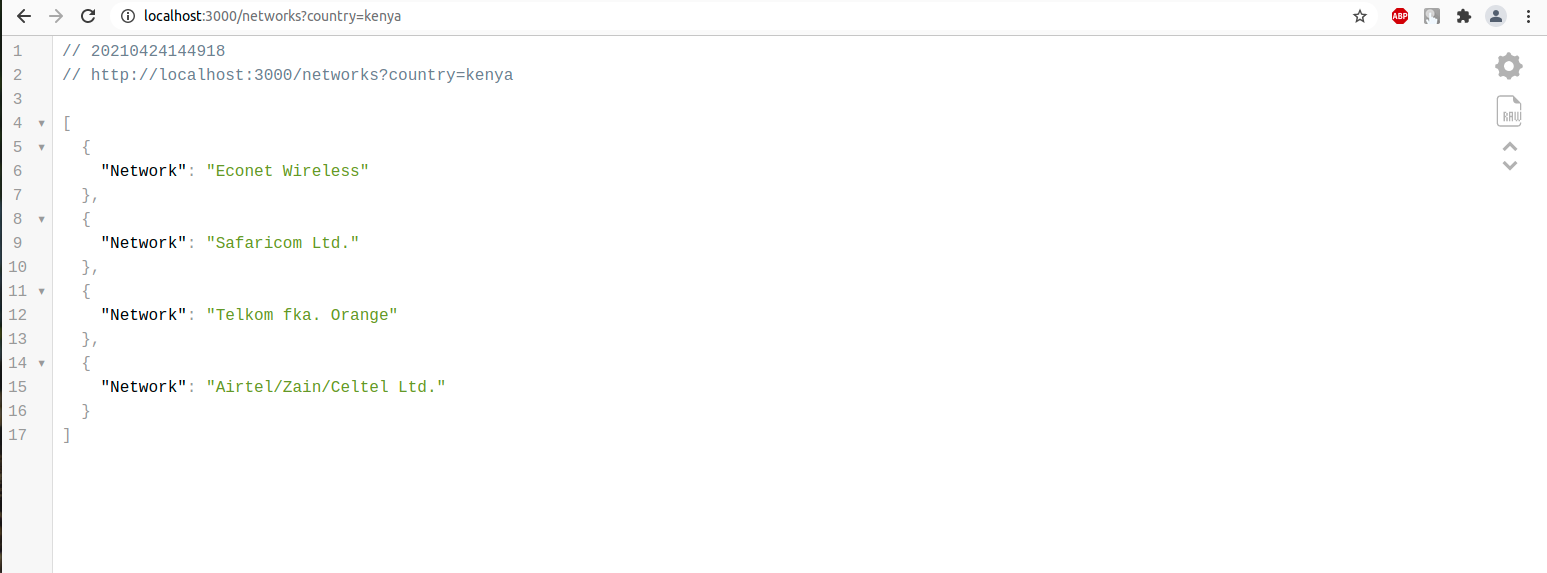 localhost:3000/networks?country=kenya
ABP
1 // 20210424144918
2 // http://localhost:3000/networks?country=kenya
3
4 [
5 {
6 "Network": "Econet Wireless"
7 },
8 {
9 "Network": "Safaricom Ltd."
10 },
11 {
12 "Network": "Telkom fka. Orange"
13 },
14 {
15 "Network": "Airtel/Zain/Celtel Ltd."
16 }
17 ]
RAW